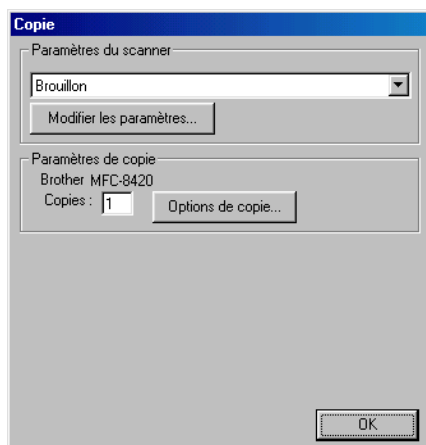 Copie
Paramètres du scanner
Brouillon
Modifier les paramètres...
Paramètres de copie
Brother MFC-8420
Copies : 1
Options de copie...
OK